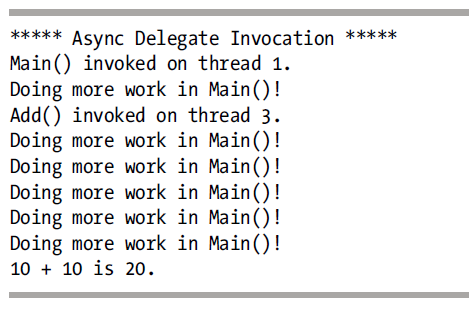 ***** Async Delegate Invocation *****
Main() invoked on thread 1.
Doing more work in Main()!
Add() invoked on thread 3.
Doing more work in Main()!
Doing more work in Main()!
Doing more work in Main()!
Doing more work in Main()!
Doing more work in Main()!
10 + 10 is 20.